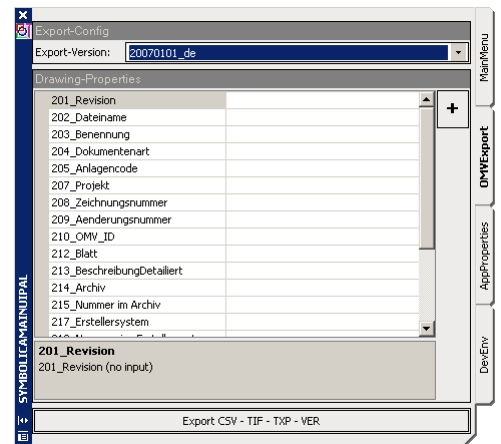 Export-Config
Export-Version: 20070101_de
Drawing-Properties
201_Revision
202_Dateiname
203_Benennung
204_Dokumentenart
205_Anlagencode
207_Projekt
208_Zeichnungsnummer
209_Aenderungsnummer
210_OMV_ID
212_Blatt
213_BeschreibungDetailiert
214_Archiv
215_Nummer im Archiv
217_Erstellersystem
201_Revision
201_Revision (no input)
Export CSV - TIF - TXP - VER
+
MainMenu
OMVExport
AppProperties
DevEnv
SYMBOLICAMAINUIPAL